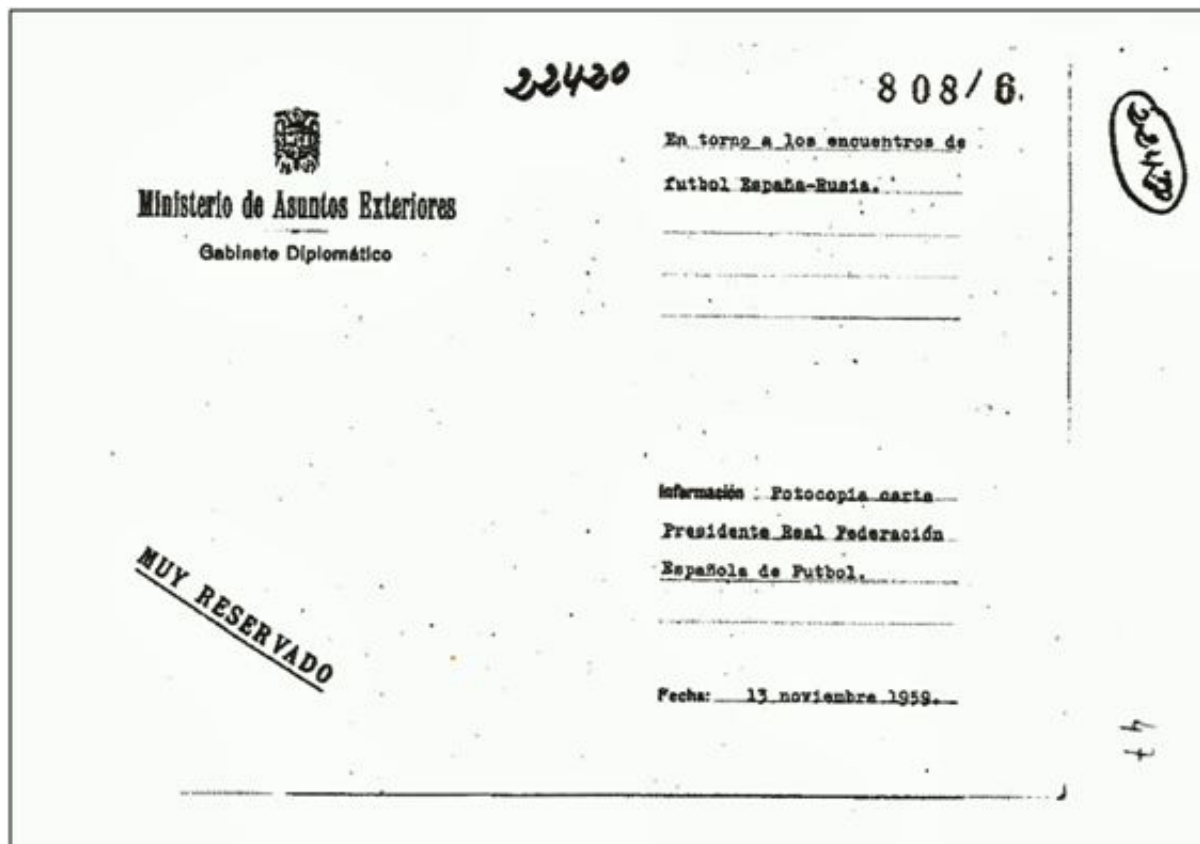 22420
808/6.
Ministerio de Asuntos Exteriores
Gabinete Diplomático
En torno a los encuentros de
futbol España-Rusia.
Información : Fotocopia carta
Presidente Real Federación
Española de Futbol.
MUY RESERVADO
Fecha: 13 noviembre 1959.